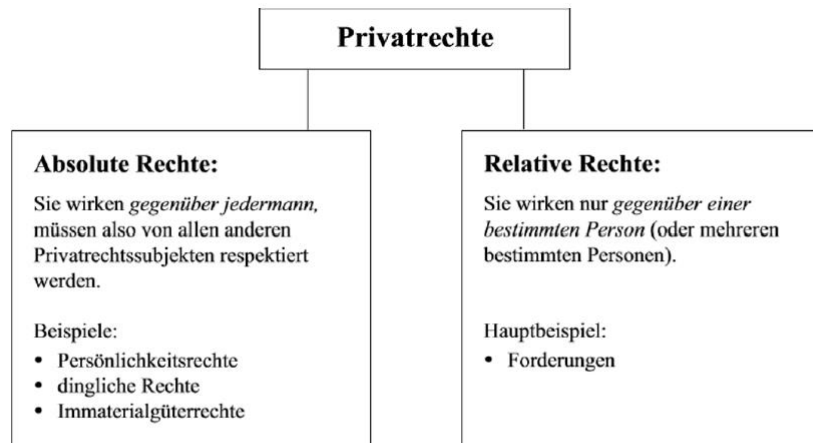 Privatrechte
Absolute Rechte:
Sie wirken gegenüber jedermann,
müssen also von allen anderen
Privatrechtssubjekten respektiert
werden.
Beispiele:
• Persönlichkeitsrechte
• dingliche Rechte
• Immaterialgüterrechte
Relative Rechte:
Sie wirken nur gegenüber einer
bestimmten Person (oder mehreren
bestimmten Personen).
Hauptbeispiel:
• Forderungen